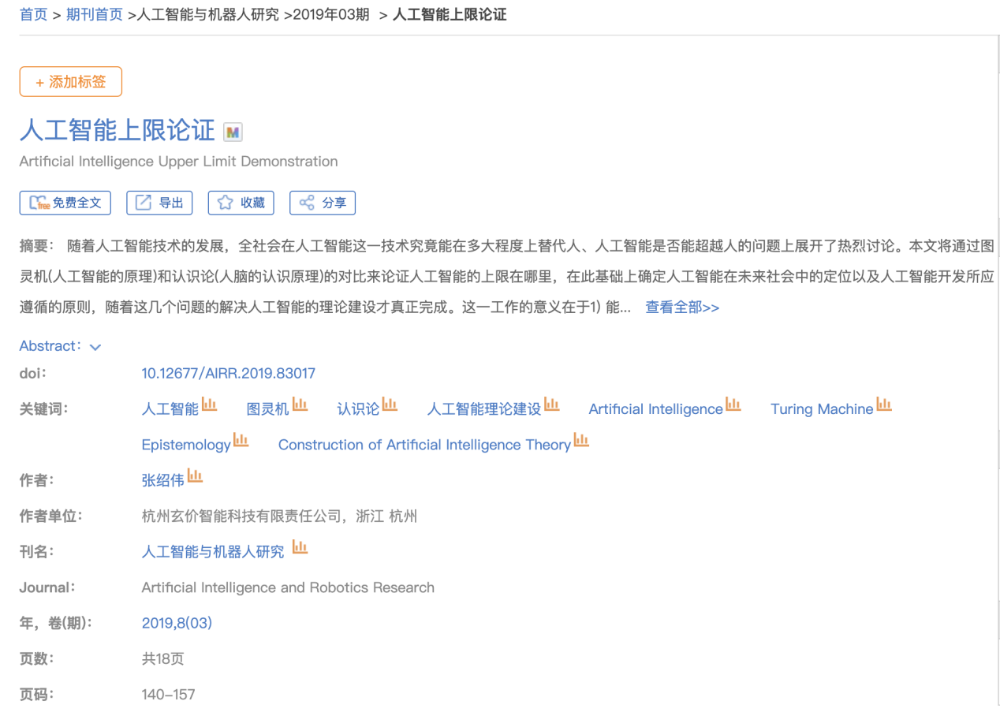 首页 > 期刊首页 >人工智能与机器人研究 >2019年03期 > 人工智能上限论证
+ 添加标签
人工智能上限论证 M
Artificial Intelligence Upper Limit Demonstration
free 免费全文 导出 收藏 分享
摘要： 随着人工智能技术的发展，全社会在人工智能这一技术究竟能在多大程度上替代人、人工智能是否能超越人的问题上展开了热烈讨论。本文将通过图
灵机(人工智能的原理)和认识论(人脑的认识原理)的对比来论证人工智能的上限在哪里，在此基础上确定人工智能在未来社会中的定位以及人工智能开发所应
遵循的原则，随着这几个问题的解决人工智能的理论建设才真正完成。这一工作的意义在于1) 能... 查看全部>>
Abstract：
doi： 10.12677/AIRR.2019.83017
关键词： 人工智能 图灵机 认识论 人工智能理论建设 Artificial Intelligence Turing Machine
Epistemology Construction of Artificial Intelligence Theory
作者： 张绍伟
作者单位： 杭州玄价智能科技有限责任公司，浙江 杭州
刊名： 人工智能与机器人研究
Journal： Artificial Intelligence and Robotics Research
年，卷(期)： 2019,8(03)
页数： 共18页
页码： 140-157